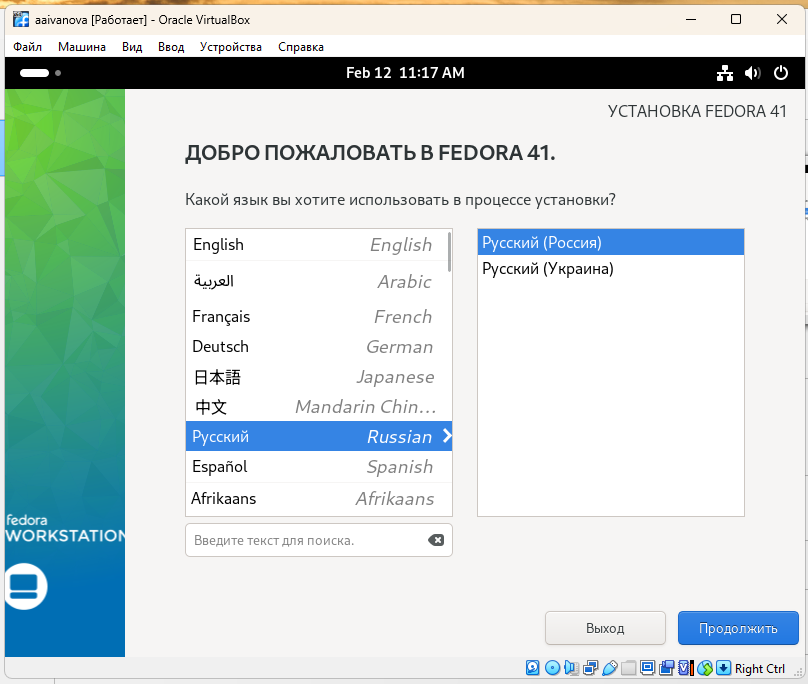 aaivanova [Работает] - Oracle VirtualBox
Файл Машина Вид Ввод Устройства Справка
Feb 12 11:17 AM
УСТАНОВКА FEDORA 41
ДОБРО ПОЖАЛОВАТЬ В FEDORA 41.
Какой язык вы хотите использовать в процессе установки?
English English
العربية Arabic
Français French
Deutsch German
日本語 Japanese
中文 Mandarin Chin…
Русский Russian
Español Spanish
Afrikaans Afrikaans
Русский (Россия)
Русский (Украина)
Введите текст для поиска.
fedora
WORKSTATION
Выход Продолжить
Right Ctrl